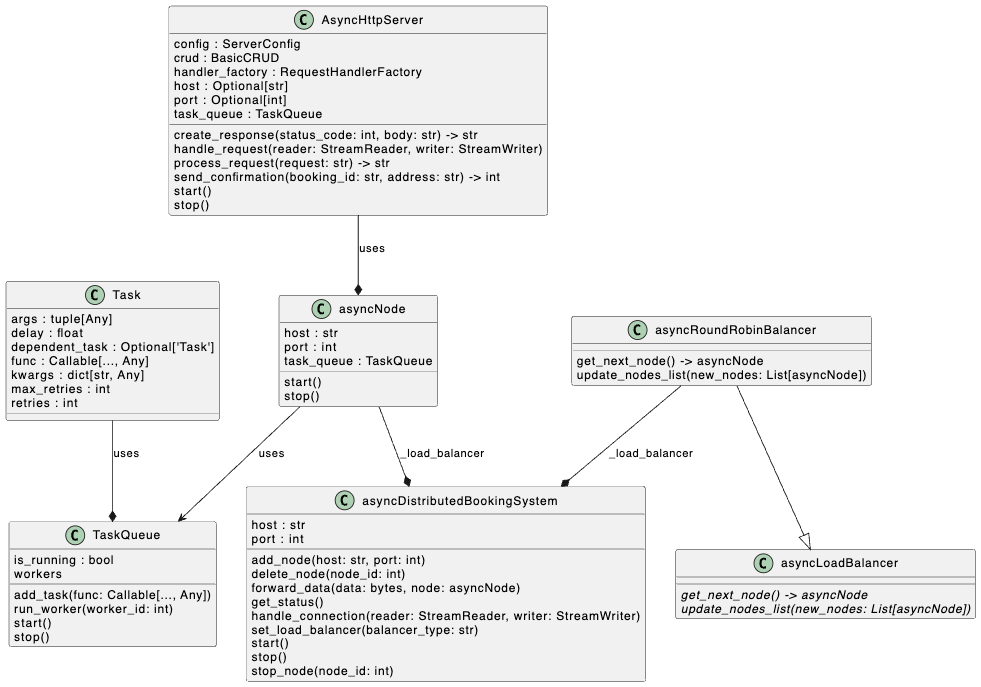 C AsyncHttpServer
config : ServerConfig
crud : BasicCRUD
handler_factory : RequestHandlerFactory
host : Optional[str]
port : Optional[int]
task_queue : TaskQueue
create_response(status_code: int, body: str) -> str
handle_request(reader: StreamReader, writer: StreamWriter)
process_request(request: str) -> str
send_confirmation(booking_id: str, address: str) -> int
start()
stop()
uses
C Task
args : tuple[Any]
delay : float
dependent_task : Optional['Task']
func : Callable[..., Any]
kwargs : dict[str, Any]
max_retries : int
retries : int
C asyncNode
host : str
port : int
task_queue : TaskQueue
start()
stop()
C asyncRoundRobinBalancer
get_next_node() -> asyncNode
update_nodes_list(new_nodes: List[asyncNode])
uses
uses
_load_balancer
_load_balancer
C TaskQueue
is_running : bool
workers
add_task(func: Callable[..., Any])
run_worker(worker_id: int)
start()
stop()
C asyncDistributedBookingSystem
host : str
port : int
add_node(host: str, port: int)
delete_node(node_id: int)
forward_data(data: bytes, node: asyncNode)
get_status()
handle_connection(reader: StreamReader, writer: StreamWriter)
set_load_balancer(balancer_type: str)
start()
stop()
stop_node(node_id: int)
C asyncLoadBalancer
get_next_node() -> asyncNode
update_nodes_list(new_nodes: List[asyncNode])